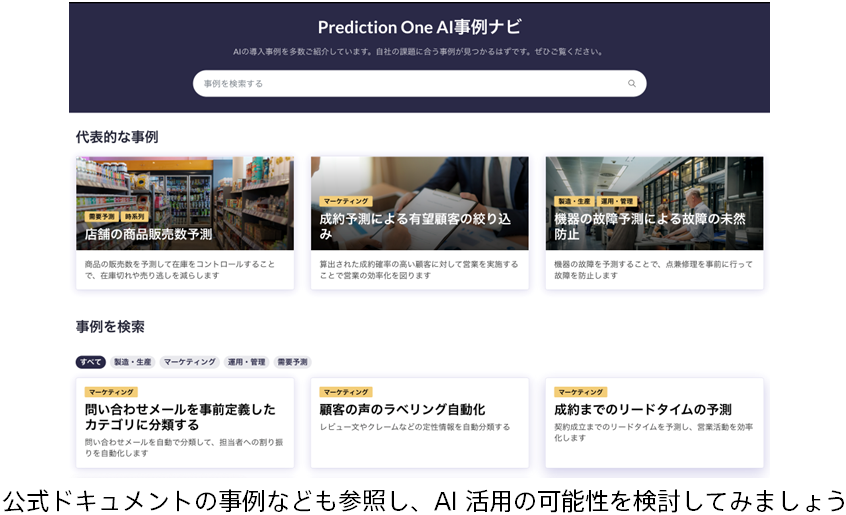 Prediction One AI事例ナビ
AIの導入事例を多数ご紹介しています。自社の課題に合う事例が見つかるはずです。ぜひご覧ください。
事例を検索する
代表的な事例
需要予測 時系列
店舗の商品販売数予測
商品の販売数を予測して在庫をコントロールすること
で、在庫切れや売り逃しを減らします
マーケティング
成約予測による有望顧客の絞り込
み
算出された成約確率の高い顧客に対して営業を実施する
ことで営業の効率化を図ります
製造・生産 運用・管理
機器の故障予測による故障の未然
防止
機器の故障を予測することで、点兼修理を事前に行って
故障を防止します
事例を検索
すべて 製造・生産 マーケティング 運用・管理 需要予測
マーケティング
問い合わせメールを事前定義した
カテゴリに分類する
問い合わせメールを自動で分類して、担当者への割り振
りを自動化します
マーケティング
顧客の声のラベリング自動化
レビュー文やクレームなどの定性情報を自動分類する
マーケティング
成約までのリードタイムの予測
契約成立までのリードタイムを予測し、営業活動を効率
化します
公式ドキュメントの事例なども参照し、AI 活用の可能性を検討してみましょう